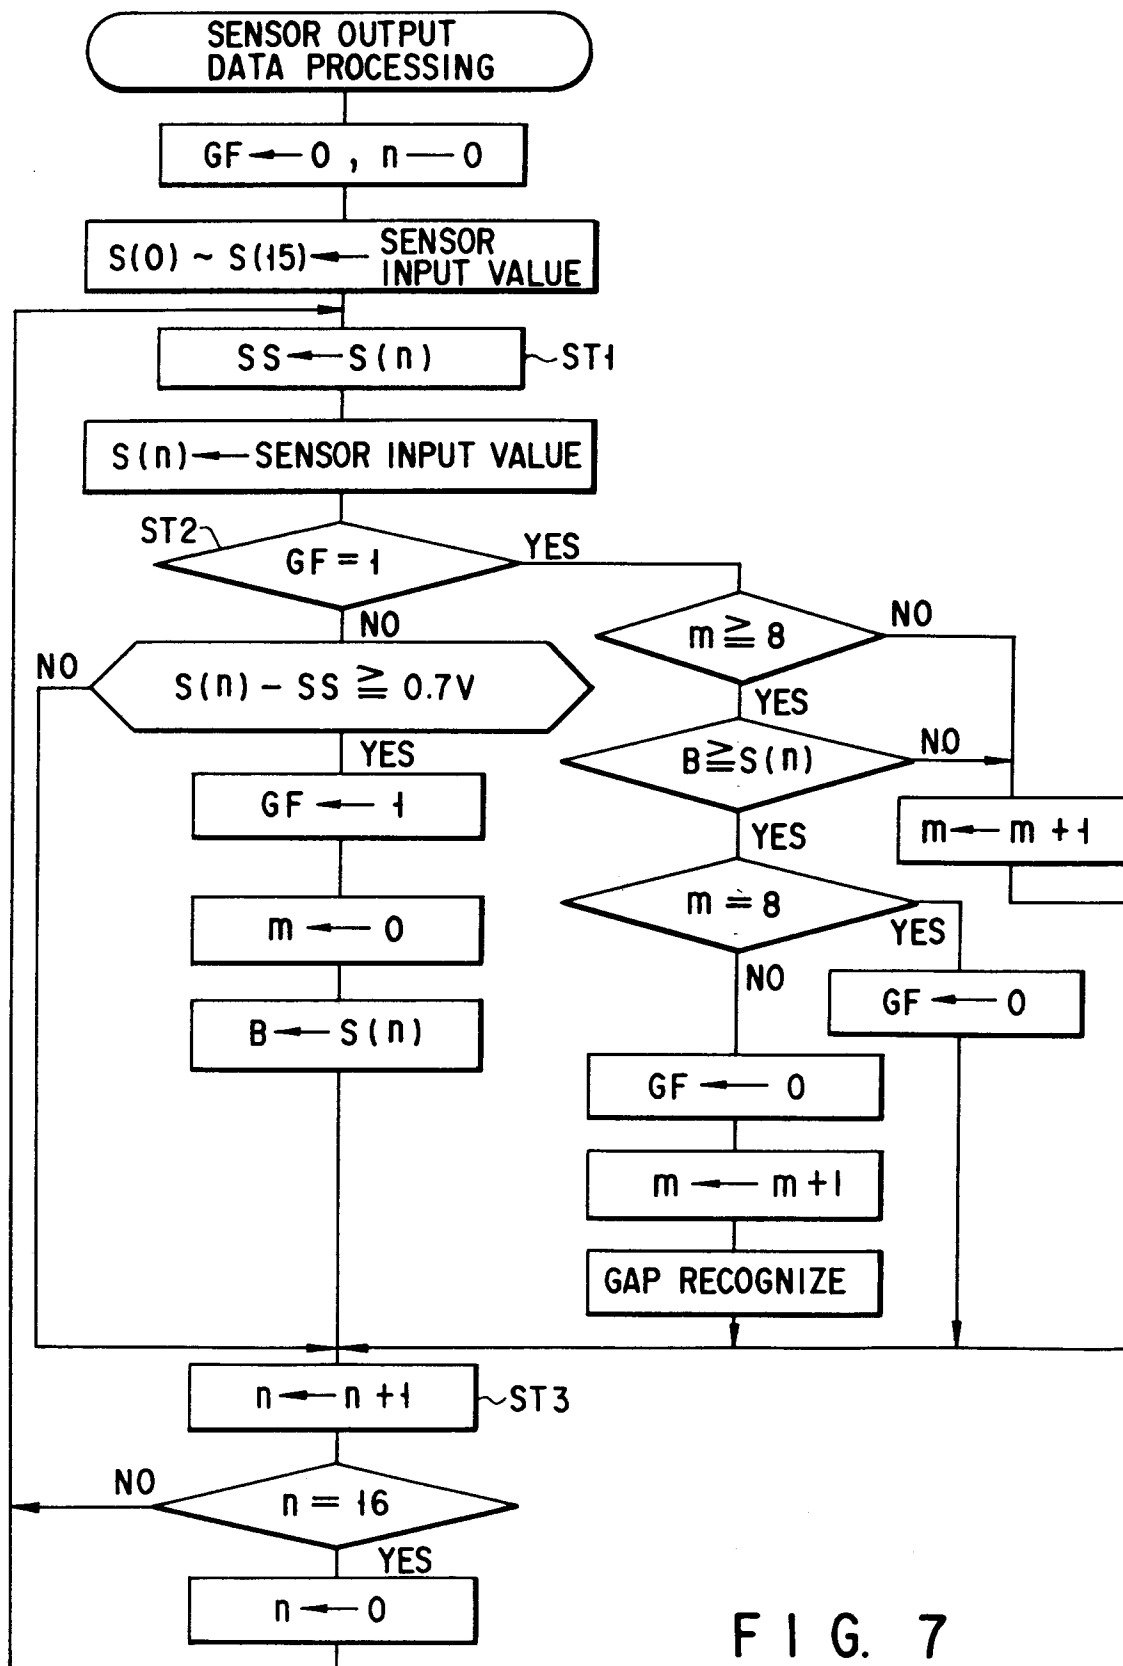 SENSOR OUTPUT
DATA PROCESSING
GF ← 0 , n — 0
S(0) ~ S(15) ← SENSOR
INPUT VALUE
SS ← S(n)
ST1
S(n) ← SENSOR INPUT VALUE
ST2
GF = 1
YES
NO
m ≧ 8
NO
YES
NO
S(n) - SS ≧ 0.7V
YES
B ≧ S(n)
NO
YES
GF ← 1
m ← m + 1
m = 8
YES
NO
m ← 0
GF ← 0
B ← S(n)
GF ← 0
m ← m + 1
GAP RECOGNIZE
n ← n + 1
ST3
NO
n = 16
YES
n ← 0
FIG. 7